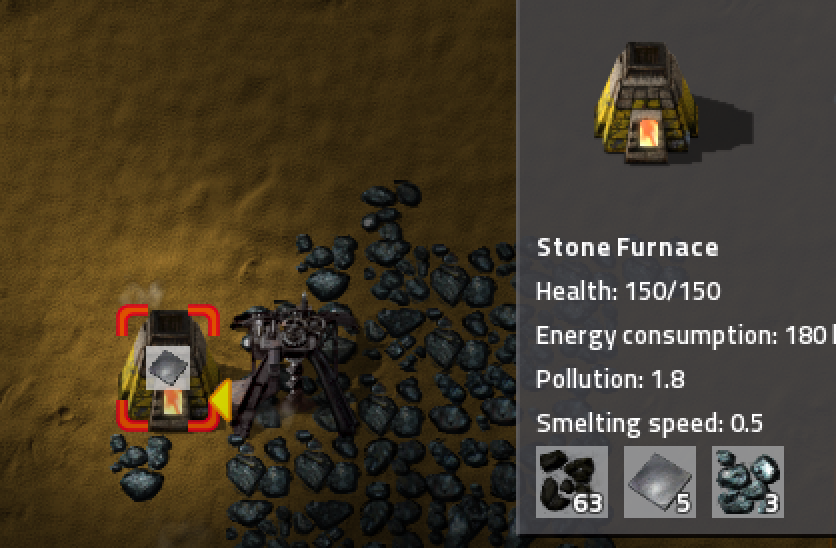 Stone Furnace
Health: 150/150
Energy consumption: 180
Pollution: 1.8
Smelting speed: 0.5
63 5 3